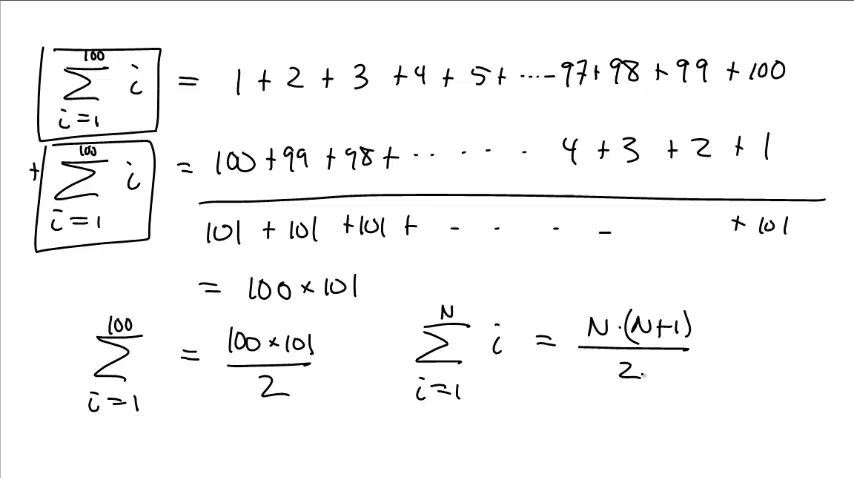 ∑_{i=1}^{100} i = 1 + 2 + 3 + 4 + 5 + ···- 97 + 98 + 99 + 100
+ ∑_{i=1}^{100} i = 100 + 99 + 98 + · · · · · 4 + 3 + 2 + 1
101 + 101 + 101 + - · · - + 101
= 100 × 101
∑_{i=1}^{100} = (100 × 101)/2   ∑_{i=1}^{N} i = N·(N+1)/2.